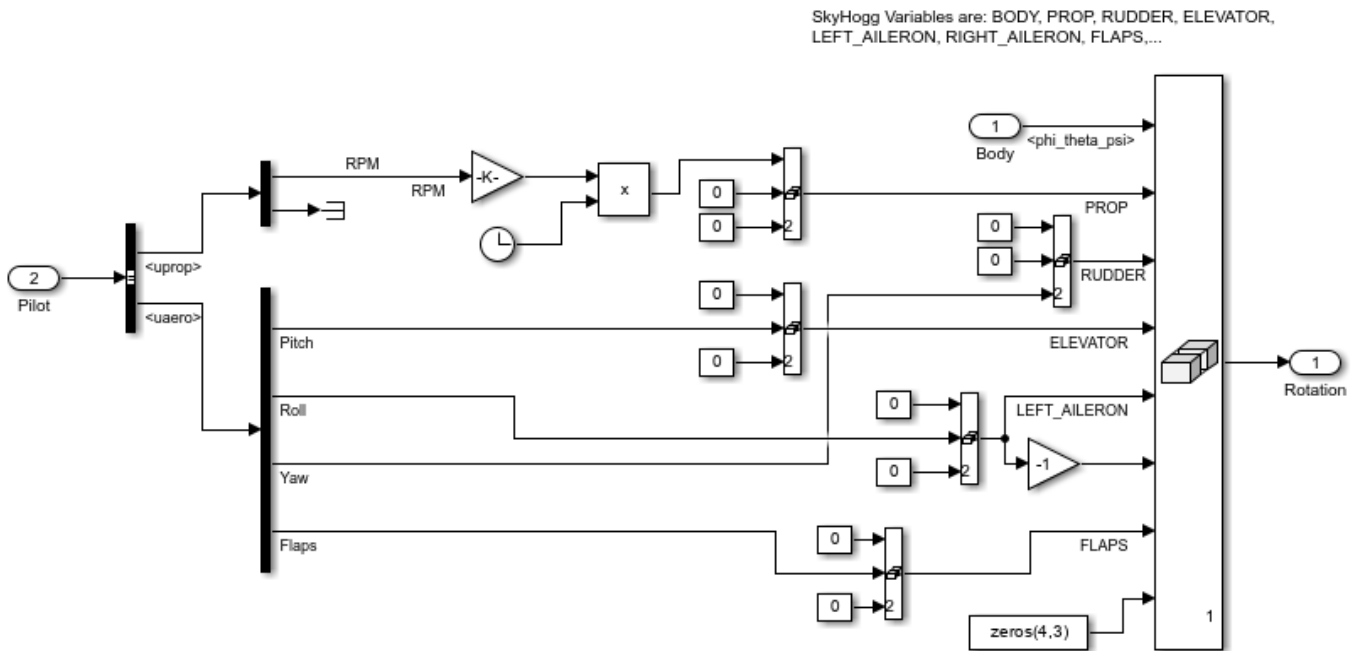 SkyHogg Variables are: BODY, PROP, RUDDER, ELEVATOR,
LEFT_AILERON, RIGHT_AILERON, FLAPS,...
1
Body
<phi_theta_psi>
RPM
RPM
-K-
x
0
0
2
PROP
0
0
2
RUDDER
2
Pilot
<uprop>
<uaero>
0
0
2
Pitch
ELEVATOR
1
Rotation
Roll
0
0
2
LEFT_AILERON
-1
Yaw
Flaps
0
0
2
FLAPS
zeros(4,3)
1